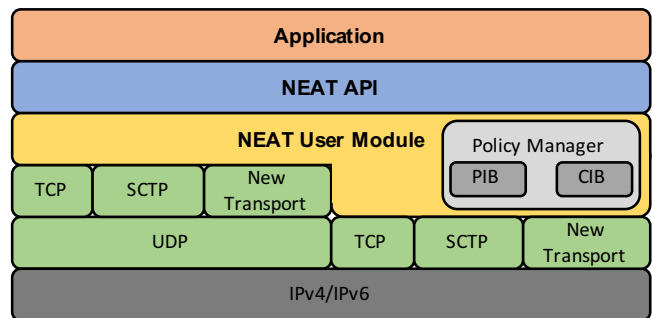 Application
NEAT API
NEAT User Module
Policy Manager
PIB
CIB
TCP
SCTP
New
Transport
UDP
TCP
SCTP
New
Transport
IPv4/IPv6